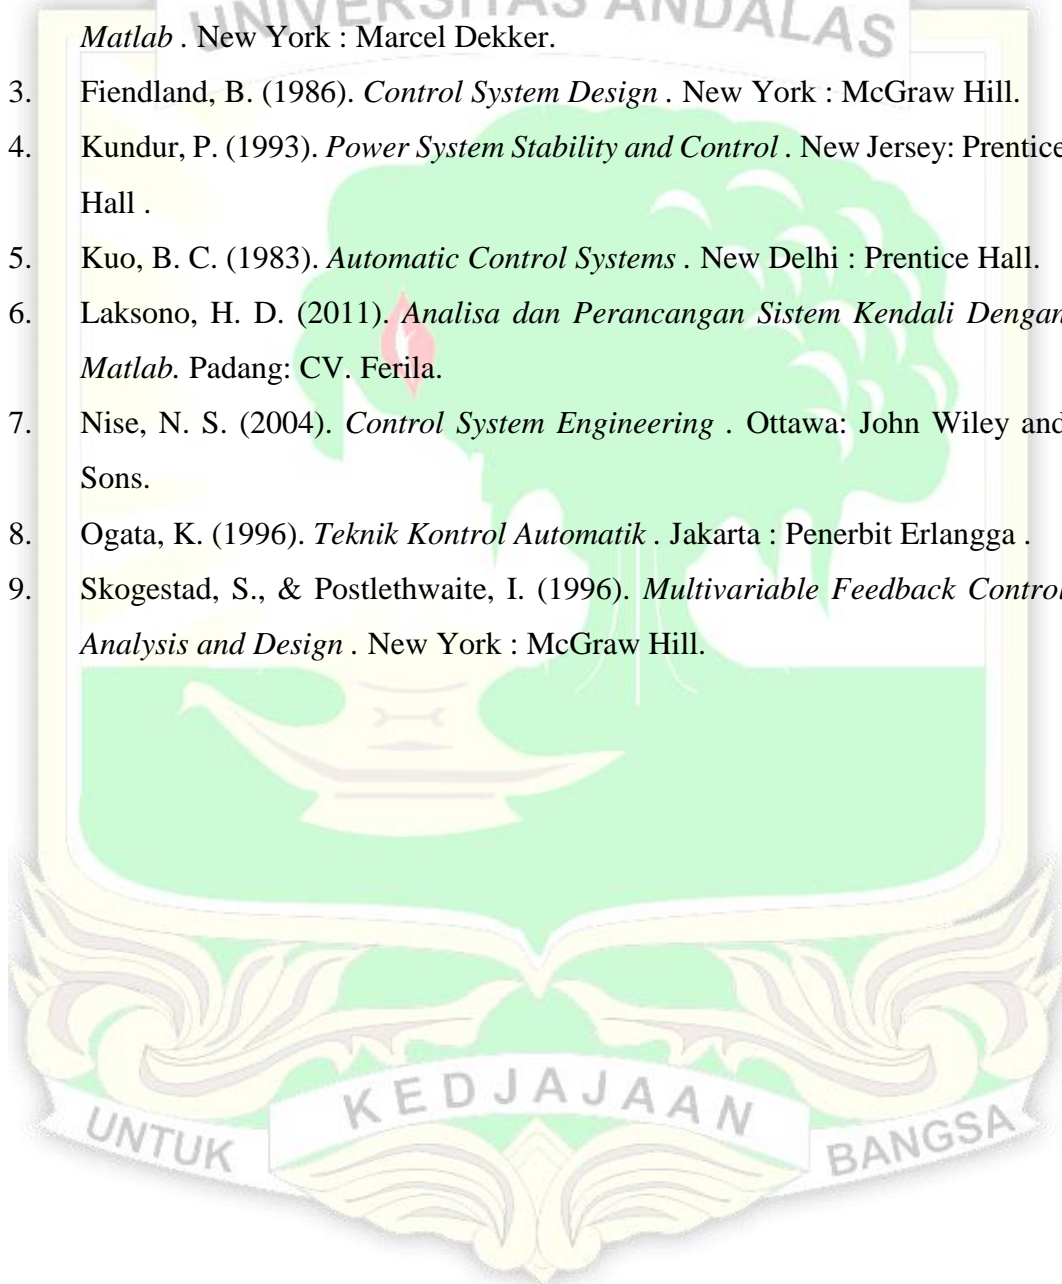 UNIVERSITAS ANDALAS
Matlab . New York : Marcel Dekker.
3. Fiendland, B. (1986). Control System Design . New York : McGraw Hill.
4. Kundur, P. (1993). Power System Stability and Control . New Jersey: Prentice
Hall .
5. Kuo, B. C. (1983). Automatic Control Systems . New Delhi : Prentice Hall.
6. Laksono, H. D. (2011). Analisa dan Perancangan Sistem Kendali Dengan
Matlab. Padang: CV. Ferila.
7. Nise, N. S. (2004). Control System Engineering . Ottawa: John Wiley and
Sons.
8. Ogata, K. (1996). Teknik Kontrol Automatik . Jakarta : Penerbit Erlangga .
9. Skogestad, S., & Postlethwaite, I. (1996). Multivariable Feedback Control
Analysis and Design . New York : McGraw Hill.
UNTUK KEDJAJAAN BANGSA